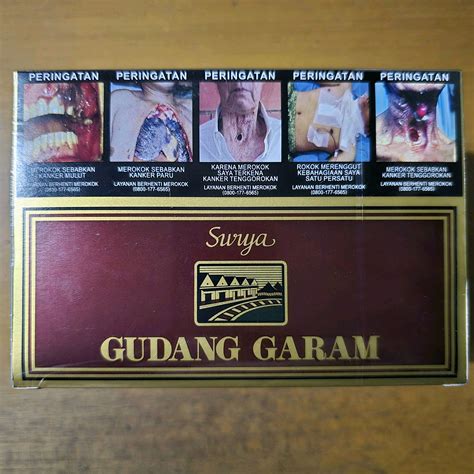 PERINGATAN PERINGATAN PERINGATAN PERINGATAN PERINGATAN
MEROKOK SEBABKAN
KANKER MULUT
LAYANAN BERHENTI MEROKOK
(0800-177-6565)
MEROKOK SEBABKAN
KANKER PARU
LAYANAN BERHENTI MEROKOK
(0800-177-6565)
KARENA MEROKOK
SAYA TERKENA
KANKER TENGGOROKAN
LAYANAN BERHENTI MEROKOK
(0800-177-6565)
ROKOK MERENGGUT
KEBAHAGIAAN SAYA
SATU PERSATU
LAYANAN BERHENTI MEROKOK
(0800-177-6565)
MEROKOK SEBABKAN
KANKER TENGGOROKAN
LAYANAN BERHENTI MEROKOK
(0800-177-6565)
Surya
GUDANG GARAM